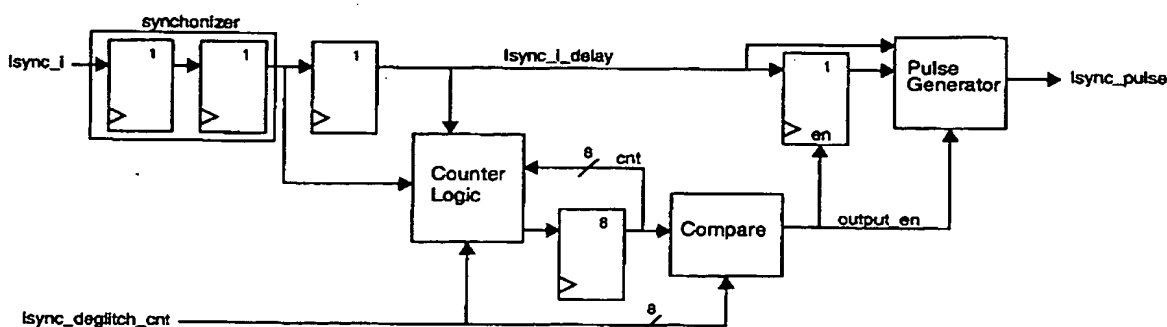 synchonizer
lsync_i
1
1
1
lsync_i_delay
1
en
Pulse
Generator
lsync_pulse
Counter
Logic
8
cnt
8
Compare
output_en
lsync_deglitch_cnt
8